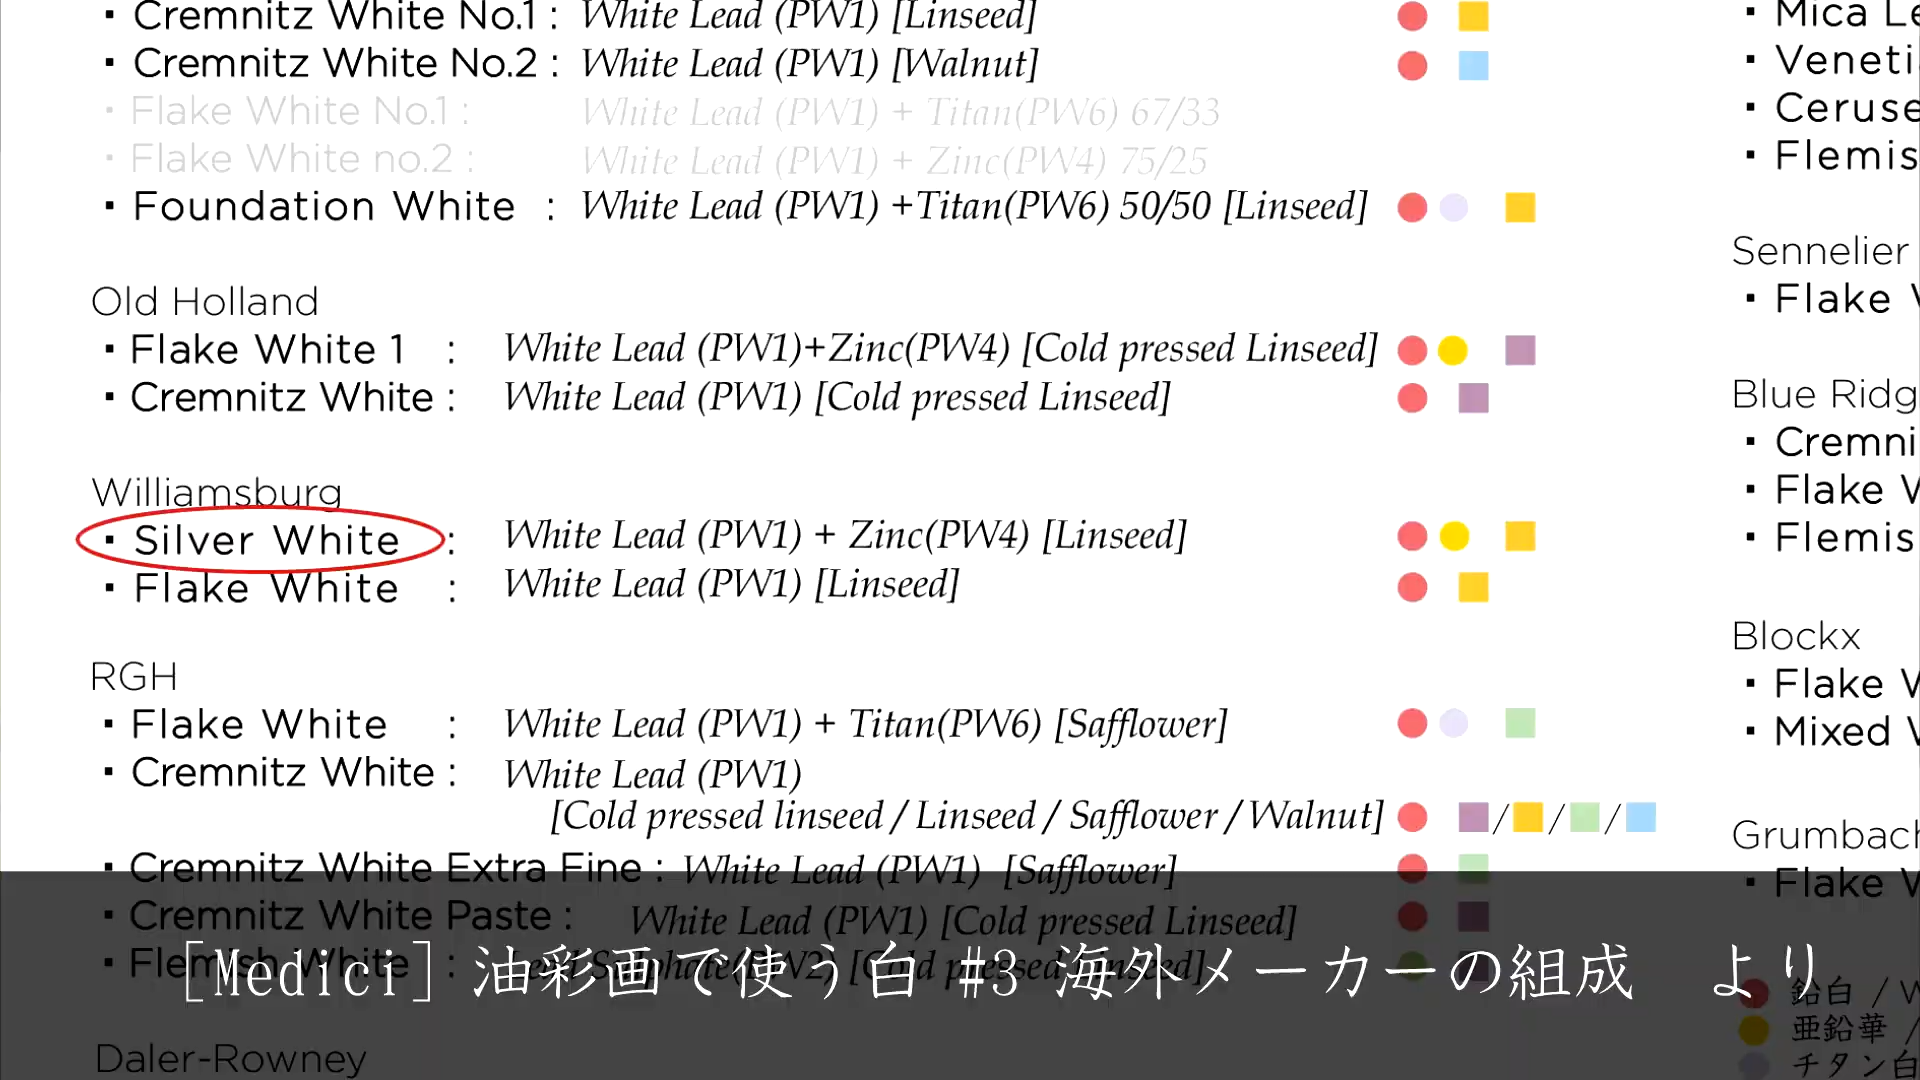 ▪ Cremnitz White No.1 : White Lead (PW1) [Linseed]
▪ Cremnitz White No.2 : White Lead (PW1) [Walnut]
▪ Flake White No.1 : White Lead (PW1) + Titan(PW6) 67/33
▪ Flake White no.2 : White Lead (PW1) + Zinc(PW4) 75/25
▪ Foundation White : White Lead (PW1) +Titan(PW6) 50/50 [Linseed]
Old Holland
▪ Flake White 1 : White Lead (PW1)+Zinc(PW4) [Cold pressed Linseed]
▪ Cremnitz White : White Lead (PW1) [Cold pressed Linseed]
Williamsburg
▪ Silver White : White Lead (PW1) + Zinc(PW4) [Linseed]
▪ Flake White : White Lead (PW1) [Linseed]
RGH
▪ Flake White : White Lead (PW1) + Titan(PW6) [Safflower]
▪ Cremnitz White : White Lead (PW1)
[Cold pressed linseed / Linseed / Safflower / Walnut] / / /
▪ Cremnitz White Extra Fine : White Lead (PW1) [Safflower]
▪ Cremnitz White Paste : White Lead (PW1) [Cold pressed Linseed]
▪ Flemish White : Lead Sulphate(PW2) [Cold pressed Linseed]
Daler-Rowney
▪ Mica
▪ Ceruse
Sennelier
▪ Flake
Blue
Blockx
▪ Flake
▪ Mixed
▪ Flake
鉛白 /
亜鉛華 /
チタン白
[Medici] 油彩画で使う白 #3 海外メーカーの組成 より